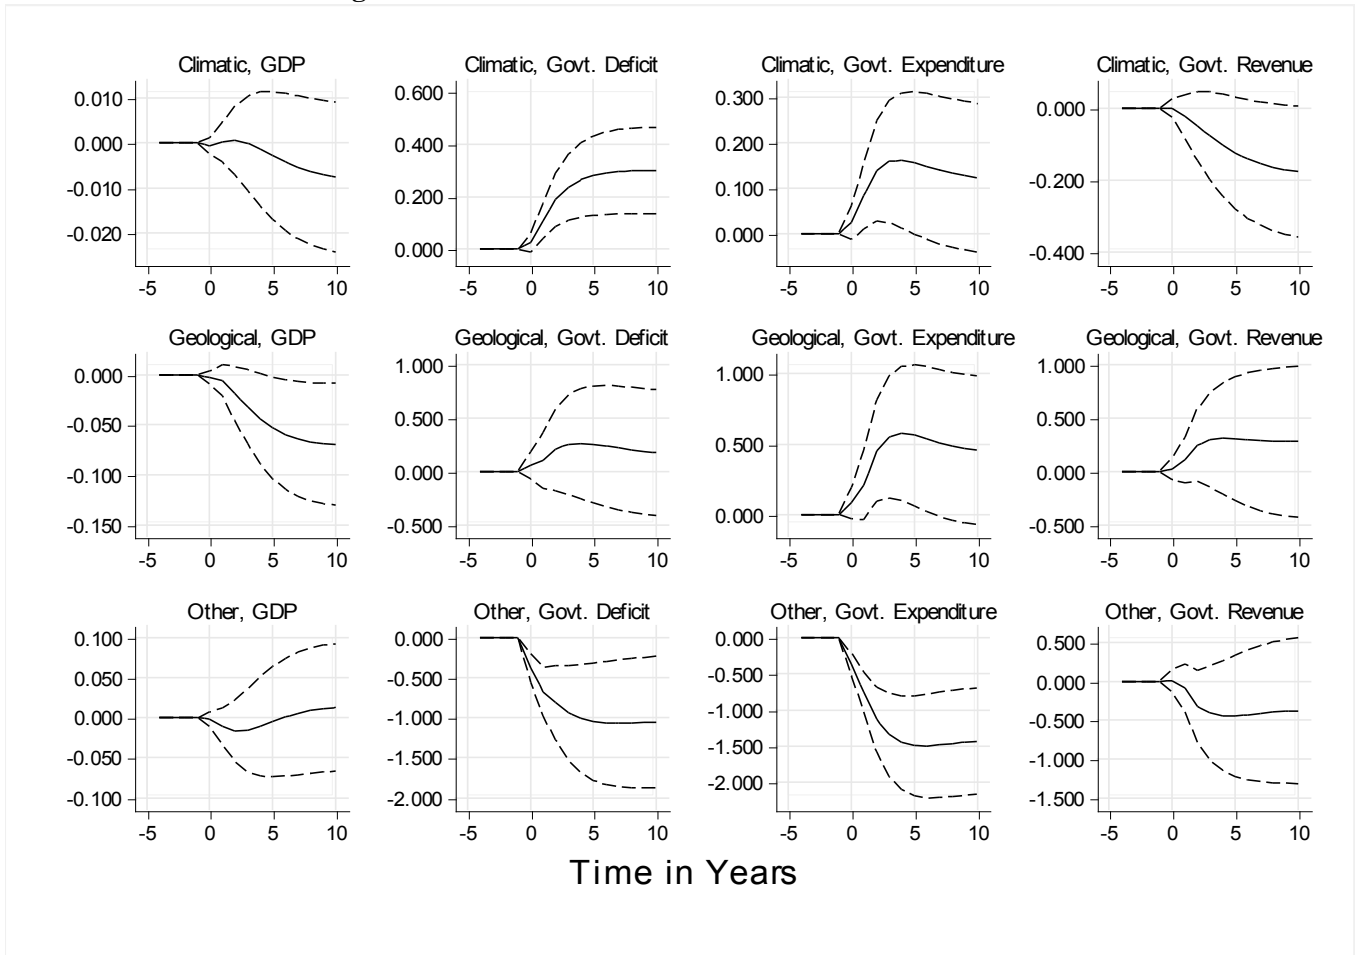 Climatic, GDP Climatic, Govt. Deficit Climatic, Govt. Expenditure Climatic, Govt. Revenue
0.010 0.600 0.300 0.000
0.000 0.400 0.200 -0.200
-0.010 0.200 0.100 -0.400
-0.020 0.000 0.000
-5 0 5 10 -5 0 5 10 -5 0 5 10 -5 0 5 10
Geological, GDP Geological, Govt. Deficit Geological, Govt. Expenditure Geological, Govt. Revenue
0.000 1.000 1.000 1.000
-0.050 0.500 0.500 0.500
-0.100 0.000 0.000 0.000
-0.150 -0.500 -0.500
-5 0 5 10 -5 0 5 10 -5 0 5 10 -5 0 5 10
Other, GDP Other, Govt. Deficit Other, Govt. Expenditure Other, Govt. Revenue
0.100 0.000 0.000 0.500
0.050 -0.500 -0.500 0.000
0.000 -1.000 -1.000 -0.500
-0.050 -1.500 -1.500 -1.000
-0.100 -2.000 -2.000 -1.500
-5 0 5 10 -5 0 5 10 -5 0 5 10 -5 0 5 10
Time in Years